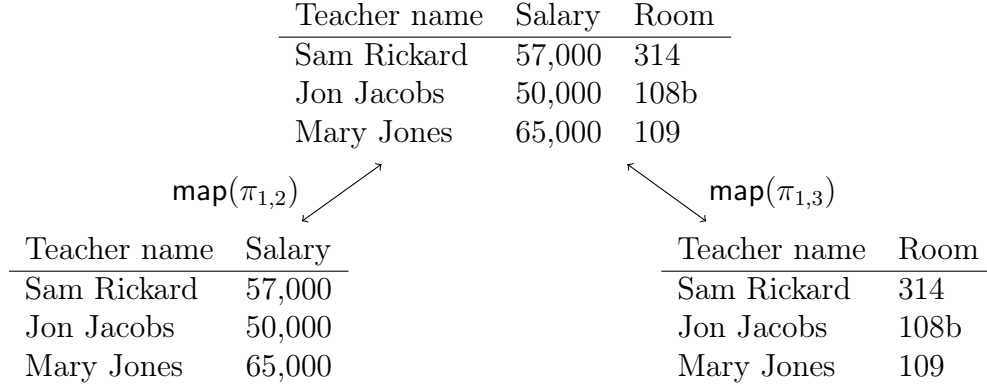 Teacher name Salary Room
Sam Rickard 57,000 314
Jon Jacobs 50,000 108b
Mary Jones 65,000 109
map(π1,2) map(π1,3)
Teacher name Salary Teacher name Room
Sam Rickard 57,000 Sam Rickard 314
Jon Jacobs 50,000 Jon Jacobs 108b
Mary Jones 65,000 Mary Jones 109